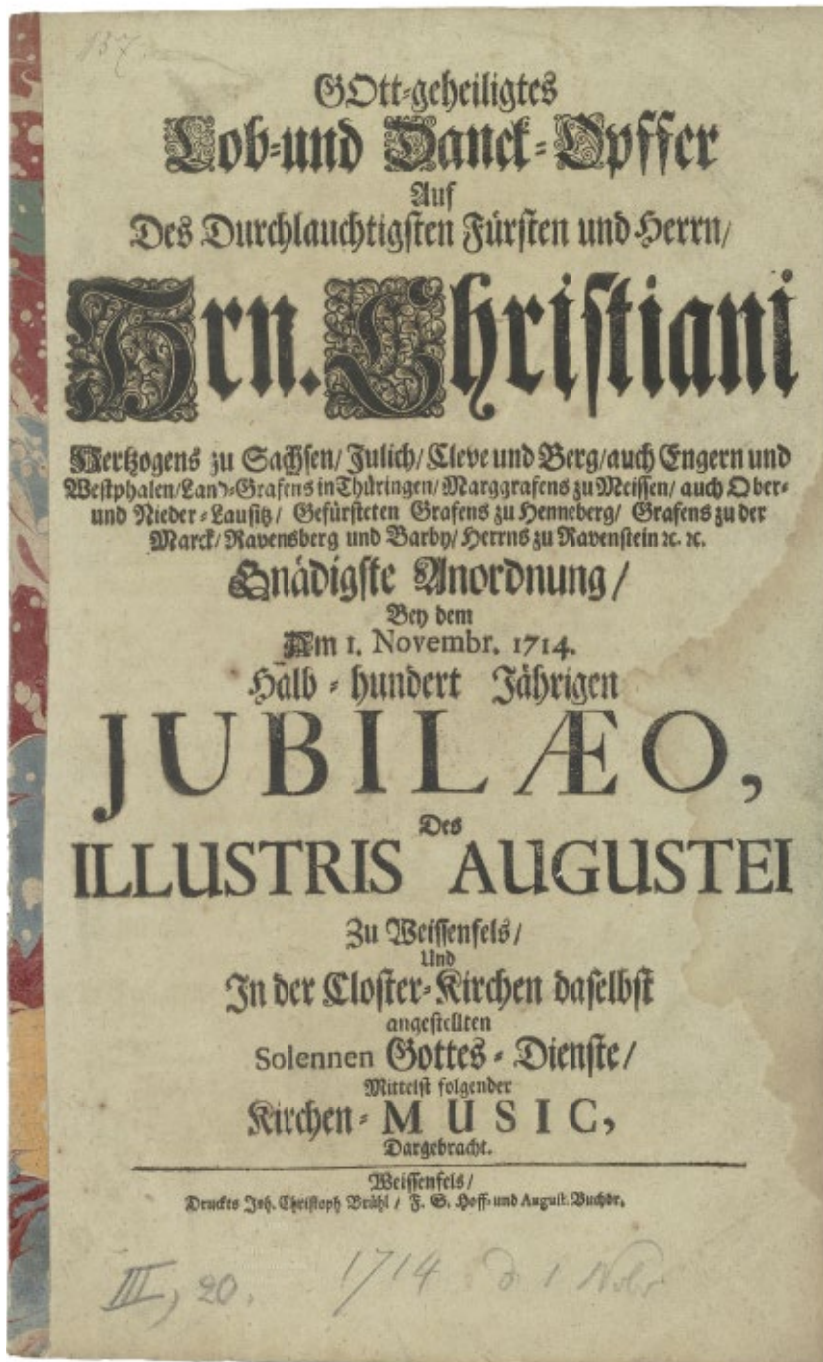 137.
GOtt-geheiligtes
Lob-und Danck-Opffer
Auf
Des Durchlauchtigsten Fürsten und Herrn/
Hrn. Christiani
Hertzogens zu Sachsen/ Julich/ Cleve und Berg/ auch Engern und
Westphalen/ Land-Grafens in Thüringen/ Marggrafens zu Meissen/ auch Ober-
und Nieder-Lausitz/ Gefürsteten Grafens zu Henneberg/ Grafens zu der
Marck/ Ravensberg und Barby/ Herrns zu Ravenstein ꝛc. ꝛc.
Gnädigste Anordnung/
Bey dem
Am 1. Novembr. 1714.
Halb-hundert Jährigen
JUBILÆO,
Des
ILLUSTRIS AUGUSTEI
Zu Weissenfels/
Und
In der Closter-Kirchen daselbst
angestellten
Solennen Gottes-Dienste/
Mittelst folgender
Kirchen-MUSIC,
Dargebracht.
Weissenfels/
Druckts Joh. Christoph Brühl/ F. S. Hoff-und August. Buchdr.
III, 20. 1714 d 1 Nobr